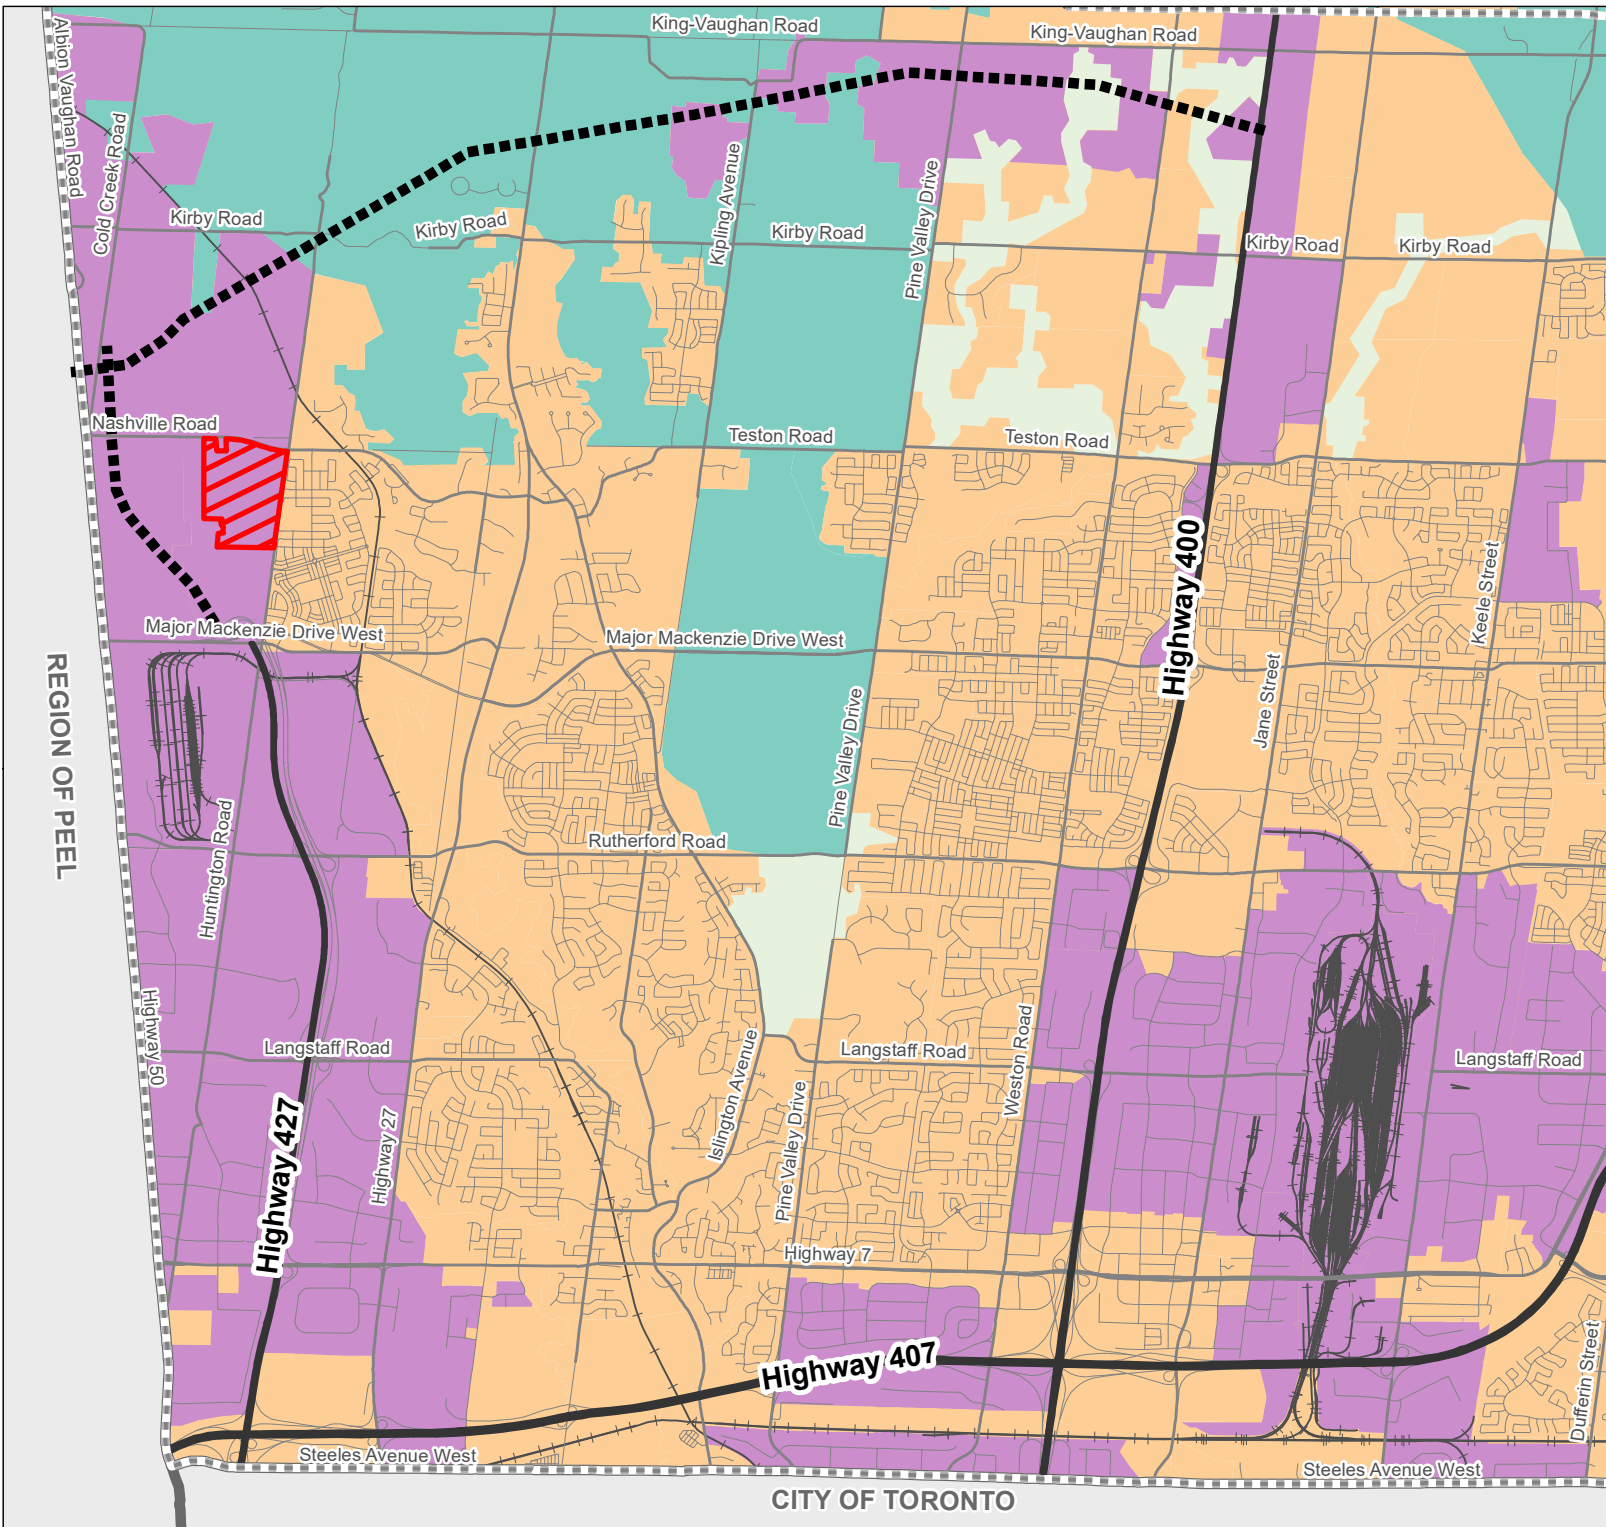 King-Vaughan Road
King-Vaughan Road
Albion Vaughan Road
Cold Creek Road
Kirby Road
Kirby Road
Kipling Avenue
Kirby Road
Pine Valley Drive
Kirby Road
Kirby Road
Nashville Road
Teston Road
Teston Road
Highway 400
Keele Street
Major Mackenzie Drive West
Major Mackenzie Drive West
Jane Street
REGION OF PEEL
Pine Valley Drive
Huntington Road
Rutherford Road
Highway 50
Langstaff Road
Islington Avenue
Langstaff Road
Weston Road
Langstaff Road
Highway 427
Highway 27
Pine Valley Drive
Highway 7
Highway 407
Dufferin Street
Steeles Avenue West
Steeles Avenue West
CITY OF TORONTO